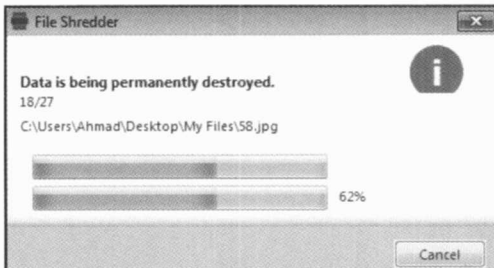 File Shredder
Data is being permanently destroyed.
18/27
C:\Users\Ahmad\Desktop\My Files\58.jpg
62%
Cancel